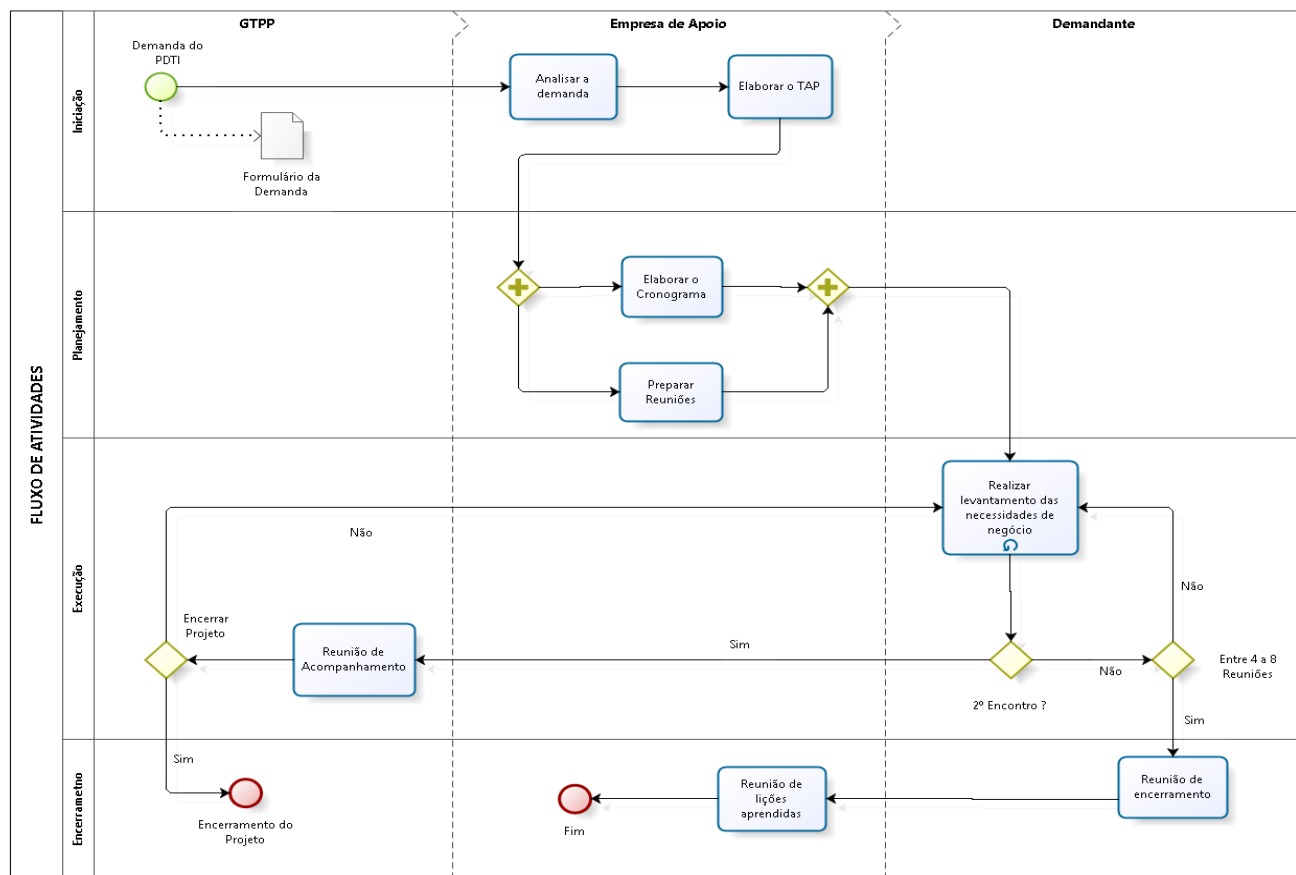 GTPP
Empresa de Apoio
Demandante
FLUXO DE ATIVIDADES
Iniciação
Demanda do
PDTI
Formulário da
Demanda
Analisar a
demanda
Elaborar o TAP
Planejamento
Elaborar o
Cronograma
Preparar
Reuniões
Execução
Realizar
levantamento das
necessidades de
negócio
Não
Não
Encerrar
Projeto
Reunião de
Acompanhamento
Sim
Não
Entre 4 a 8
Reuniões
2º Encontro ?
Sim
Sim
Encerrametno
Encerramento do
Projeto
Fim
Reunião de
lições
aprendidas
Reunião de
encerramento